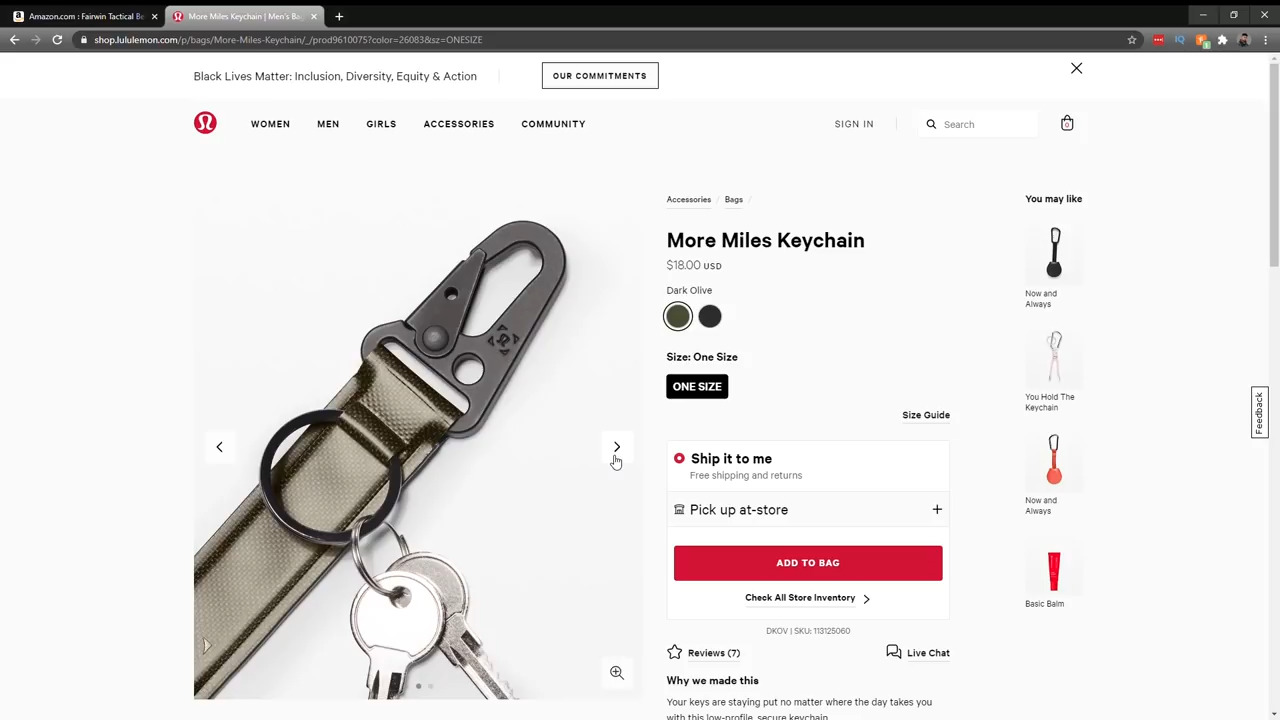 Amazon.com : Fairwin Tactical Be
More Miles Keychain | Men's Bag
shop.lululemon.com/p/bags/More-Miles-Keychain/_/prod9610075?color=26083&sz=ONESIZE
Black Lives Matter: Inclusion, Diversity, Equity & Action
OUR COMMITMENTS
WOMEN MEN GIRLS ACCESSORIES COMMUNITY
SIGN IN
Search
0
Accessories / Bags /
More Miles Keychain
$18.00 USD
Dark Olive
Size: One Size
ONE SIZE
Size Guide
Ship it to me
Free shipping and returns
Pick up at-store
ADD TO BAG
Check All Store Inventory
DKOV | SKU: 113125060
Reviews (7)
Live Chat
Why we made this
Your keys are staying put no matter where the day takes you
with this low-profile, secure keychain
You may like
Now and
Always
You Hold The
Keychain
Now and
Always
Basic Balm
Feedback